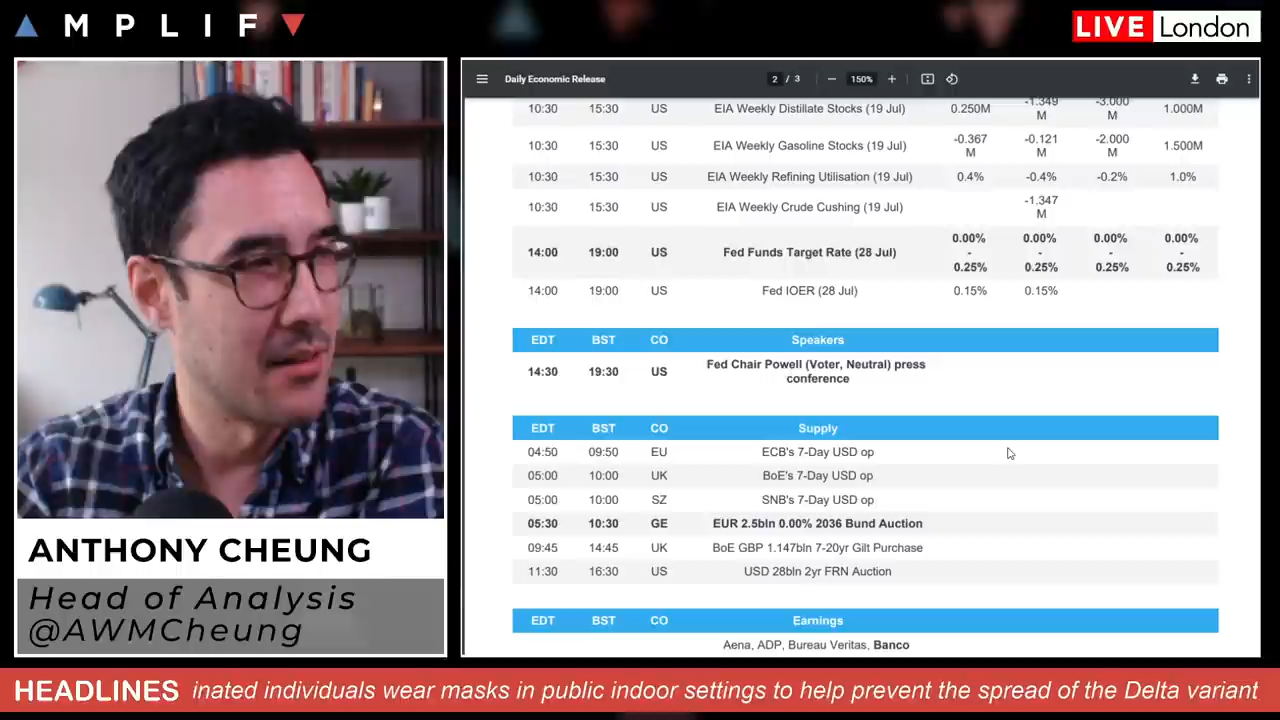 AMPLIFY
LIVE London
Daily Economic Release 2 / 3 150%
10:30 15:30 US EIA Weekly Distillate Stocks (19 Jul) 0.250M -1.349 M -3.000 M 1.000M
10:30 15:30 US EIA Weekly Gasoline Stocks (19 Jul) -0.367 M -0.121 M -2.000 M 1.500M
10:30 15:30 US EIA Weekly Refining Utilisation (19 Jul) 0.4% -0.4% -0.2% 1.0%
10:30 15:30 US EIA Weekly Crude Cushing (19 Jul) -1.347 M
14:00 19:00 US Fed Funds Target Rate (28 Jul) 0.00% - 0.25% 0.00% - 0.25% 0.00% - 0.25% 0.00% - 0.25%
14:00 19:00 US Fed IOER (28 Jul) 0.15% 0.15%
EDT BST CO Speakers
14:30 19:30 US Fed Chair Powell (Voter, Neutral) press conference
EDT BST CO Supply
04:50 09:50 EU ECB's 7-Day USD op
05:00 10:00 UK BoE's 7-Day USD op
05:00 10:00 SZ SNB's 7-Day USD op
05:30 10:30 GE EUR 2.5bln 0.00% 2036 Bund Auction
09:45 14:45 UK BoE GBP 1.147bln 7-20yr Gilt Purchase
11:30 16:30 US USD 28bln 2yr FRN Auction
EDT BST CO Earnings
Aena, ADP, Bureau Veritas, Banco
ANTHONY CHEUNG
Head of Analysis
@AWMCheung
HEADLINES inated individuals wear masks in public indoor settings to help prevent the spread of the Delta variant